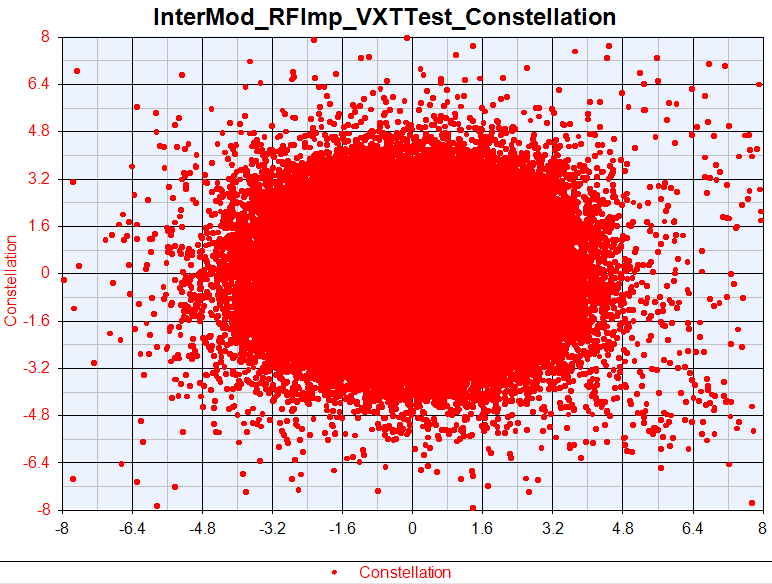 InterMod_RFImp_VXTTest_Constellation
8
6.4
4.8
3.2
1.6
0
-1.6
-3.2
-4.8
-6.4
-8
Constellation
-8 -6.4 -4.8 -3.2 -1.6 0 1.6 3.2 4.8 6.4 8
Constellation